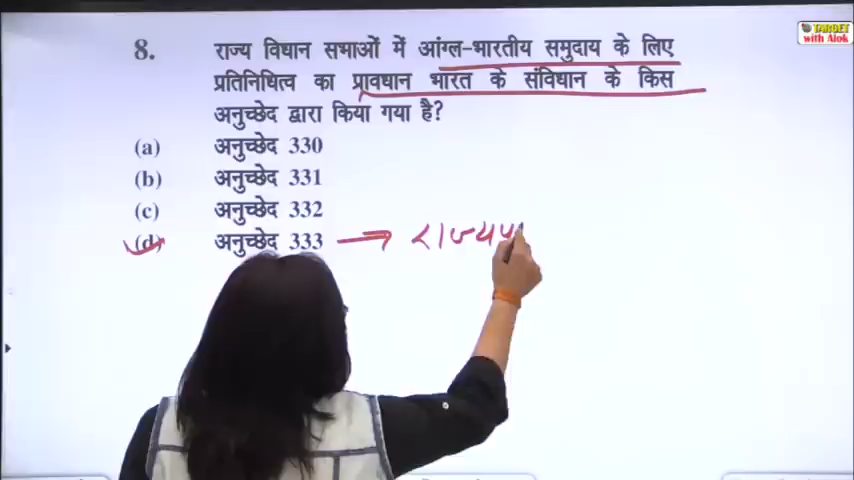 TARGET
with Alok
8. राज्य विधान सभाओं में आंग्ल-भारतीय समुदाय के लिए
प्रतिनिधित्व का प्रावधान भारत के संविधान के किस
अनुच्छेद द्वारा किया गया है?
(a) अनुच्छेद 330
(b) अनुच्छेद 331
(c) अनुच्छेद 332
(d) अनुच्छेद 333 → राज्यप